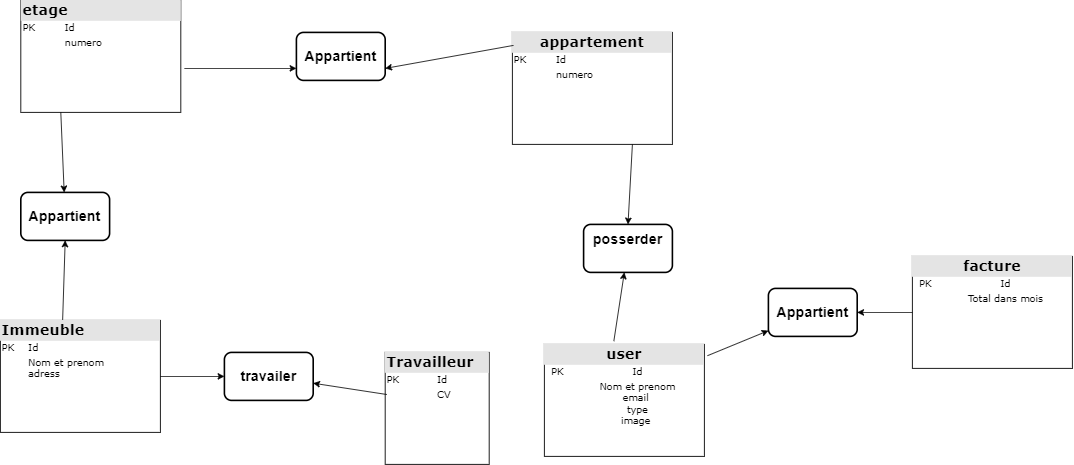 etage
PK Id
numero
Appartient
appartement
PK Id
numero
Appartient
posserder
Immeuble
PK Id
Nom et prenom
adress
travailer
Travailleur
PK Id
CV
user
PK Id
Nom et prenom
email
type
image
Appartient
facture
PK Id
Total dans mois